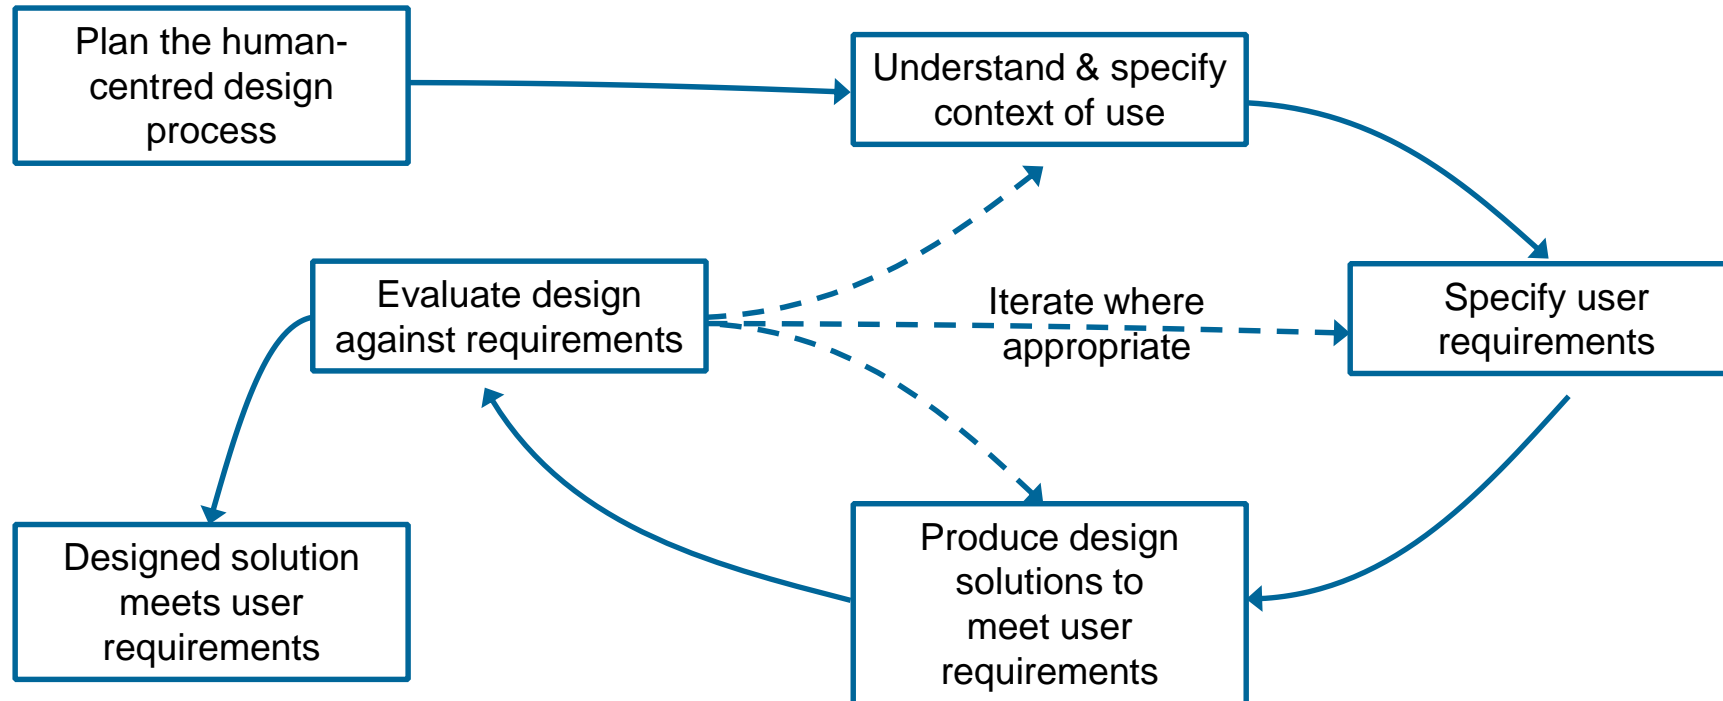 Plan the human-
centred design
process
Understand & specify
context of use
Evaluate design
against requirements
Iterate where
appropriate
Specify user
requirements
Designed solution
meets user
requirements
Produce design
solutions to
meet user
requirements